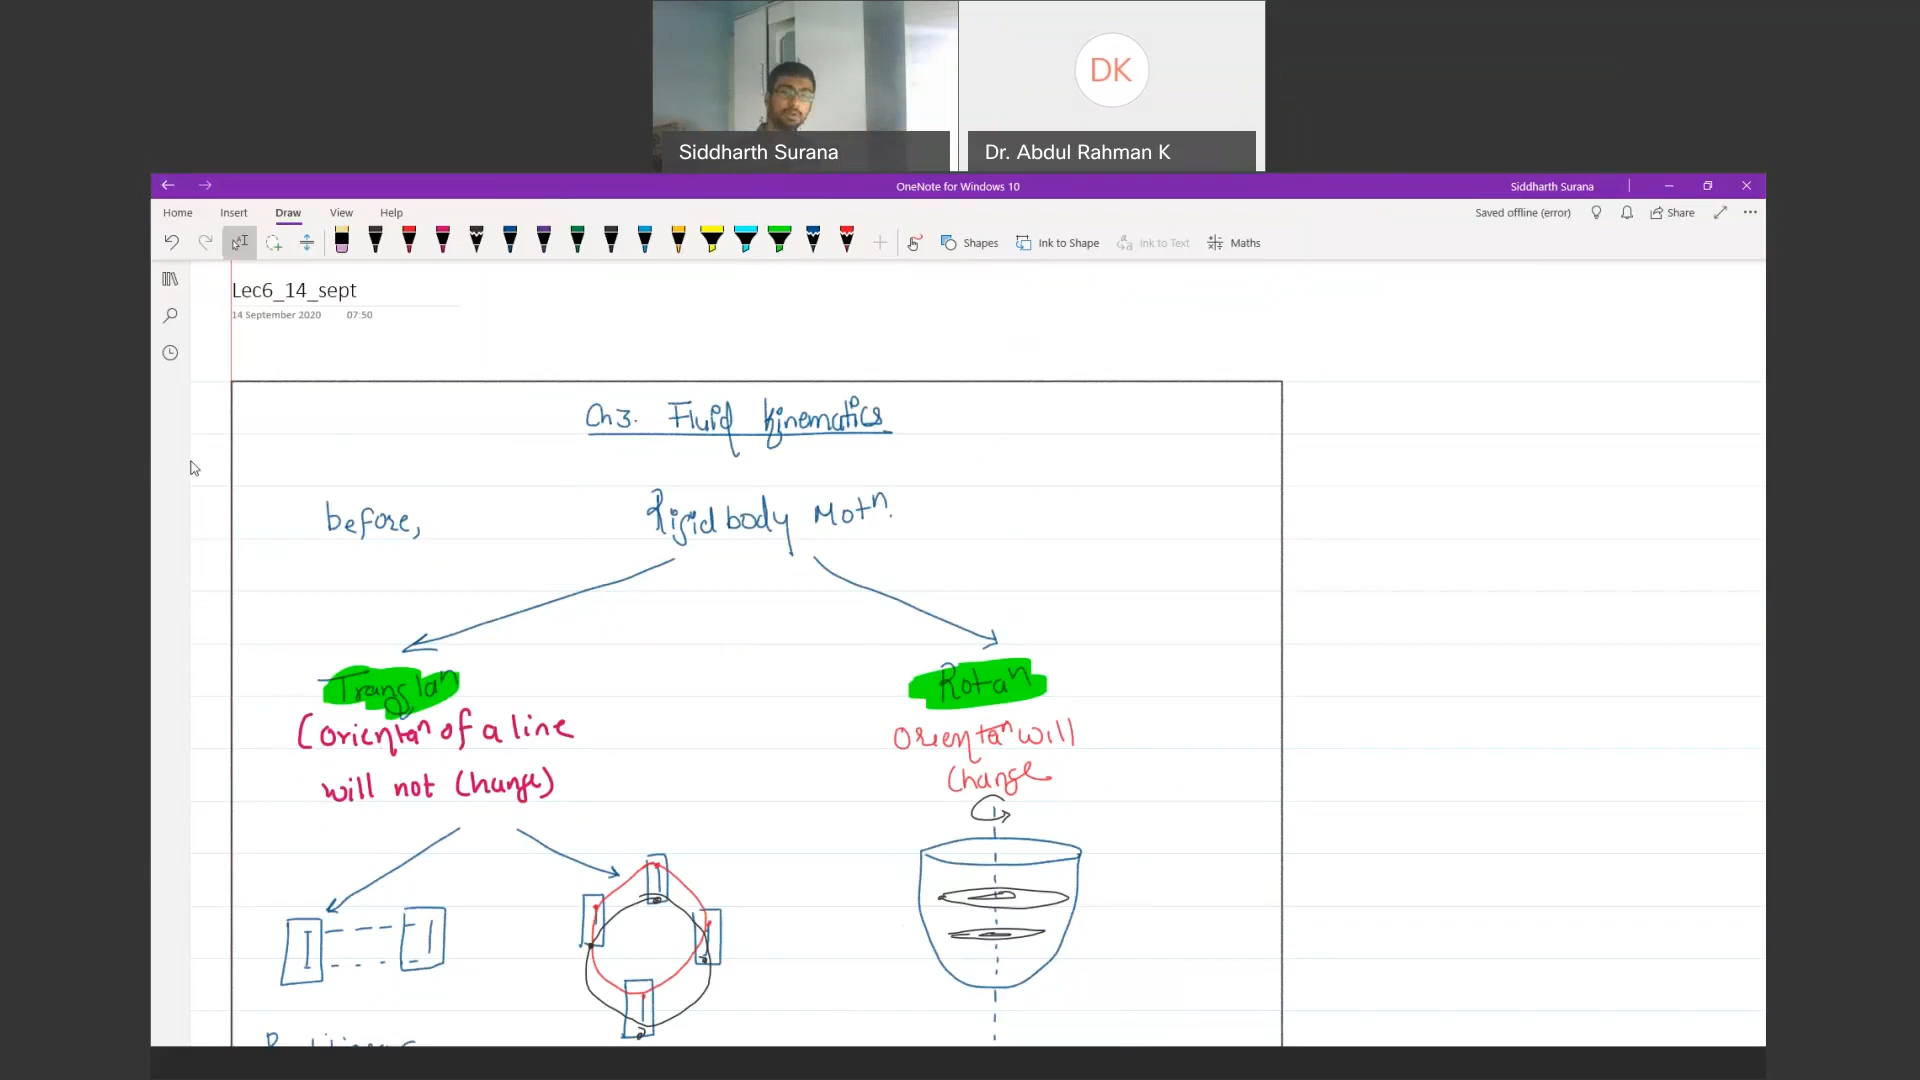 DK
Siddharth Surana
Dr. Abdul Rahman K
OneNote for Windows 10
Siddharth Surana
Home Insert Draw View Help
Saved offline (error)
Share
Shapes
Ink to Shape
Ink to Text
Maths
Lec6_14_sept
14 September 2020 07:50
Ch 3. Fluid Kinematics
before, Rigid body Motn.
Translan
Rotan
(orientan of a line
will not change)
Orientan will
change